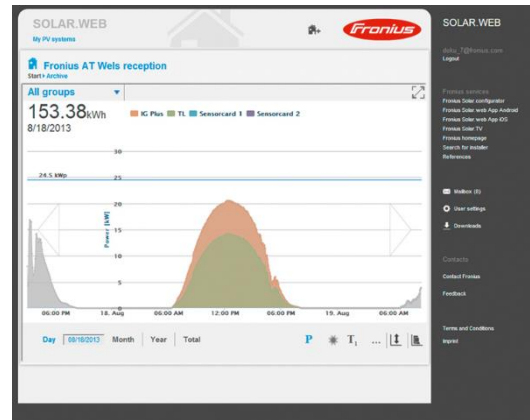 SOLAR.WEB
My PV systems
Fronius
Fronius AT Wels reception
Start > Archive
All groups
153.38kWh
8/18/2013
IG Plus TL Sensorcard 1 Sensorcard 2
30
24.5 kWp
25
20
15
10
5
0
Power [kW]
06:00 PM 18. Aug 06:00 AM 12:00 PM 06:00 PM 19. Aug 06:00 AM
Day 08/18/2013 Month Year Total
P T1 ...
SOLAR.WEB
Logout
Fronius services
Fronius Solar.configurator
Fronius Solar.web App Android
Fronius Solar.web App iOS
Fronius Solar TV
Fronius homepage
Search for installer
References
Mailbox (0)
User settings
Downloads
Contacts
Contact Fronius
Feedback
Terms and Conditions
Imprint